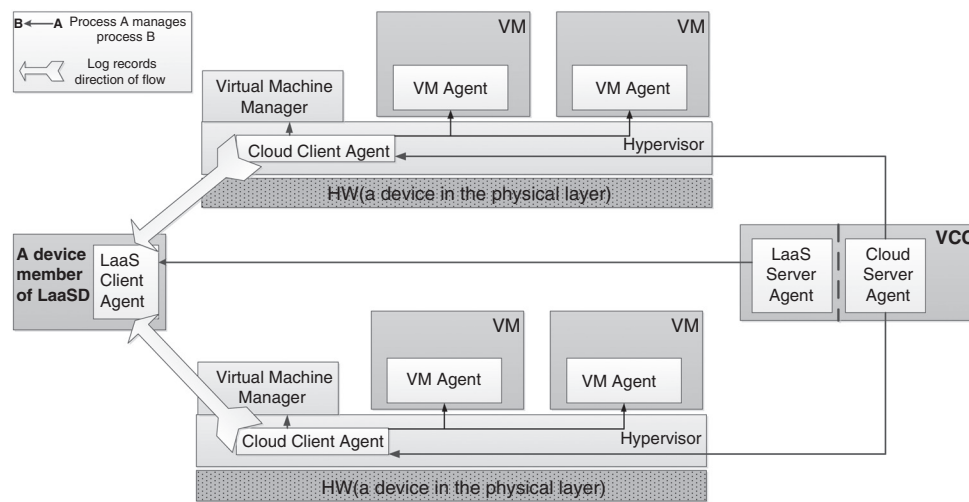 B A Process A manages
process B
Log records
direction of flow
VM
VM Agent
VM
VM Agent
Virtual Machine
Manager
Cloud Client Agent
Hypervisor
HW(a device in the physical layer)
A device
member
of LaaSD
LaaS
Client
Agent
LaaS
Server
Agent
Cloud
Server
Agent
VCC
VM
VM Agent
VM
VM Agent
Virtual Machine
Manager
Cloud Client Agent
Hypervisor
HW(a device in the physical layer)